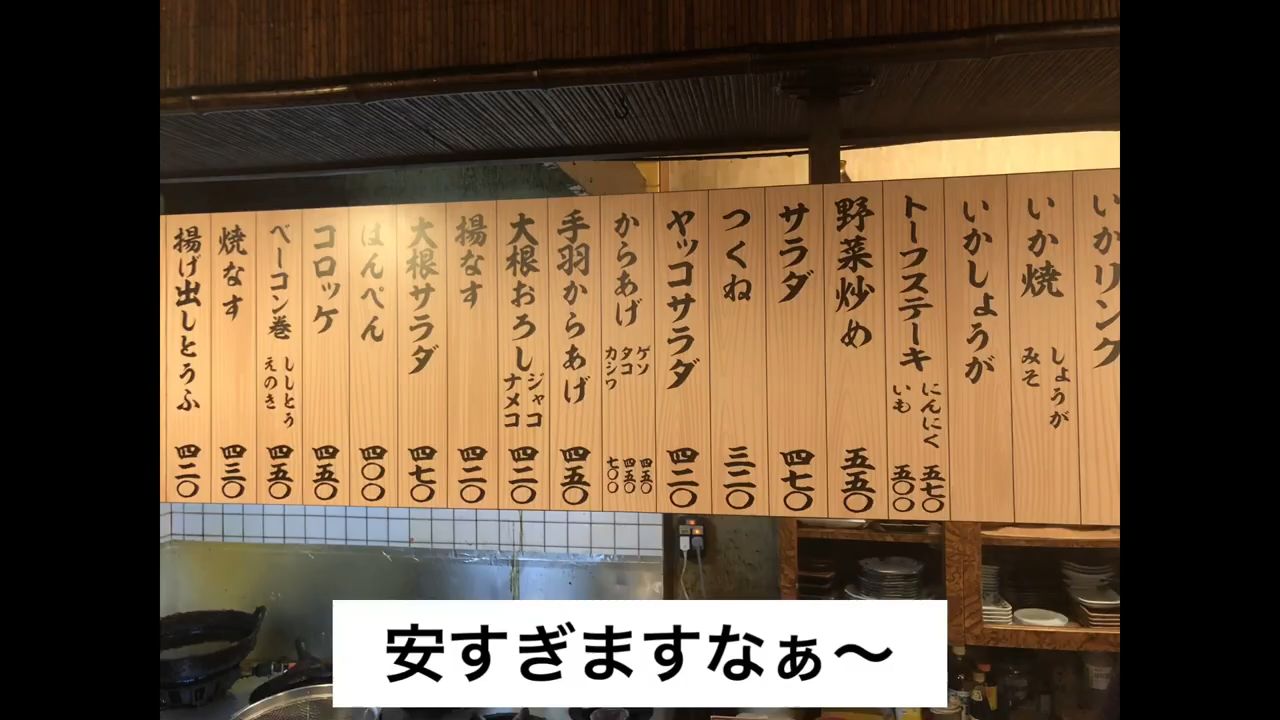 いかリング
いか焼 しょうが みそ
いかしょうが
トーフステーキ にんにく いも 五七〇 五〇〇
野菜炒め 五五〇
サラダ 四七〇
つくね 三二〇
ヤッコサラダ 四二〇
からあげ ゲソ タコ カシワ 四五〇 四五〇 七〇〇
手羽からあげ 四五〇
大根おろし ジャコ ナメコ 四二〇
揚なす 四二〇
大根サラダ 四七〇
はんぺん 四〇〇
コロッケ 四五〇
ベーコン巻 ししとう えのき 四五〇
焼なす 四三〇
揚げ出しとうふ 四二〇
安すぎますなぁ〜